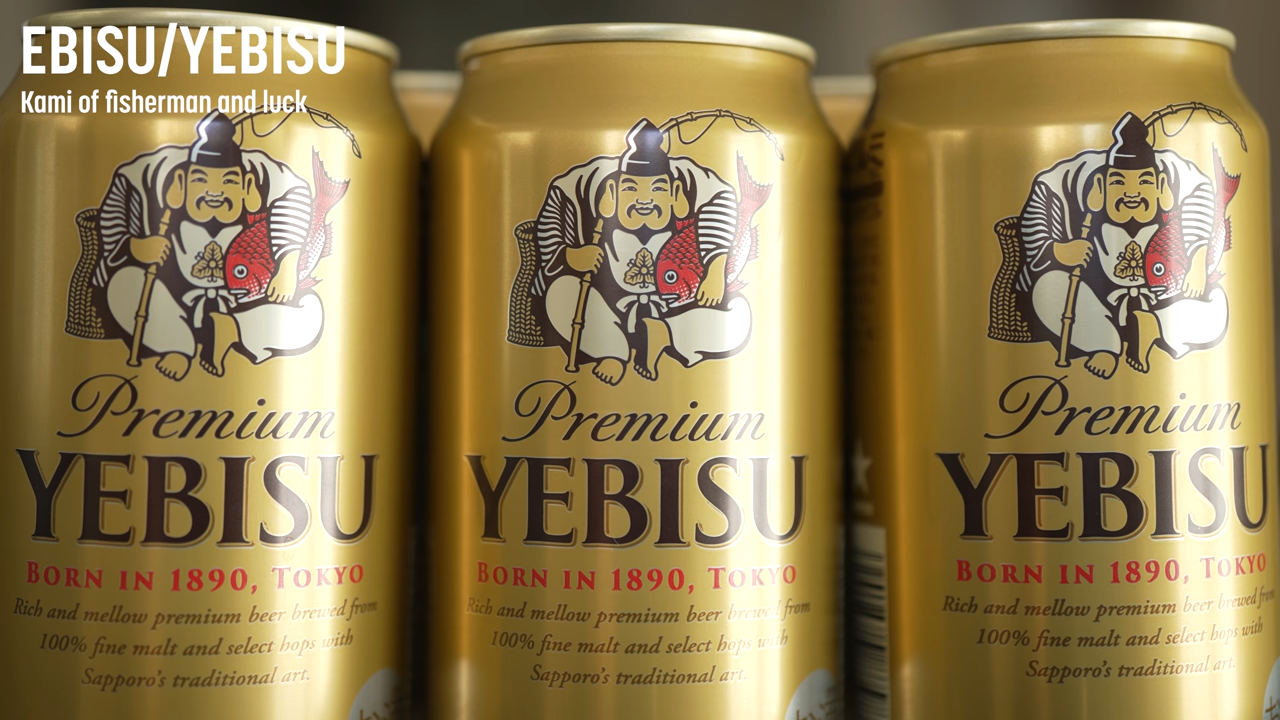 EBISU/YEBISU
Kami of fisherman and luck
Premium
YEBISU
BORN IN 1890, TOKYO
Rich and mellow premium beer brewed from
100% fine malt and select hops with
Sapporo's traditional art.
Premium
YEBISU
BORN IN 1890, TOKYO
Rich and mellow premium beer brewed from
100% fine malt and select hops with
Sapporo's traditional art.
Premium
YEBISU
BORN IN 1890, TOKYO
Rich and mellow premium beer brewed from
100% fine malt and select hops with
Sapporo's traditional art.